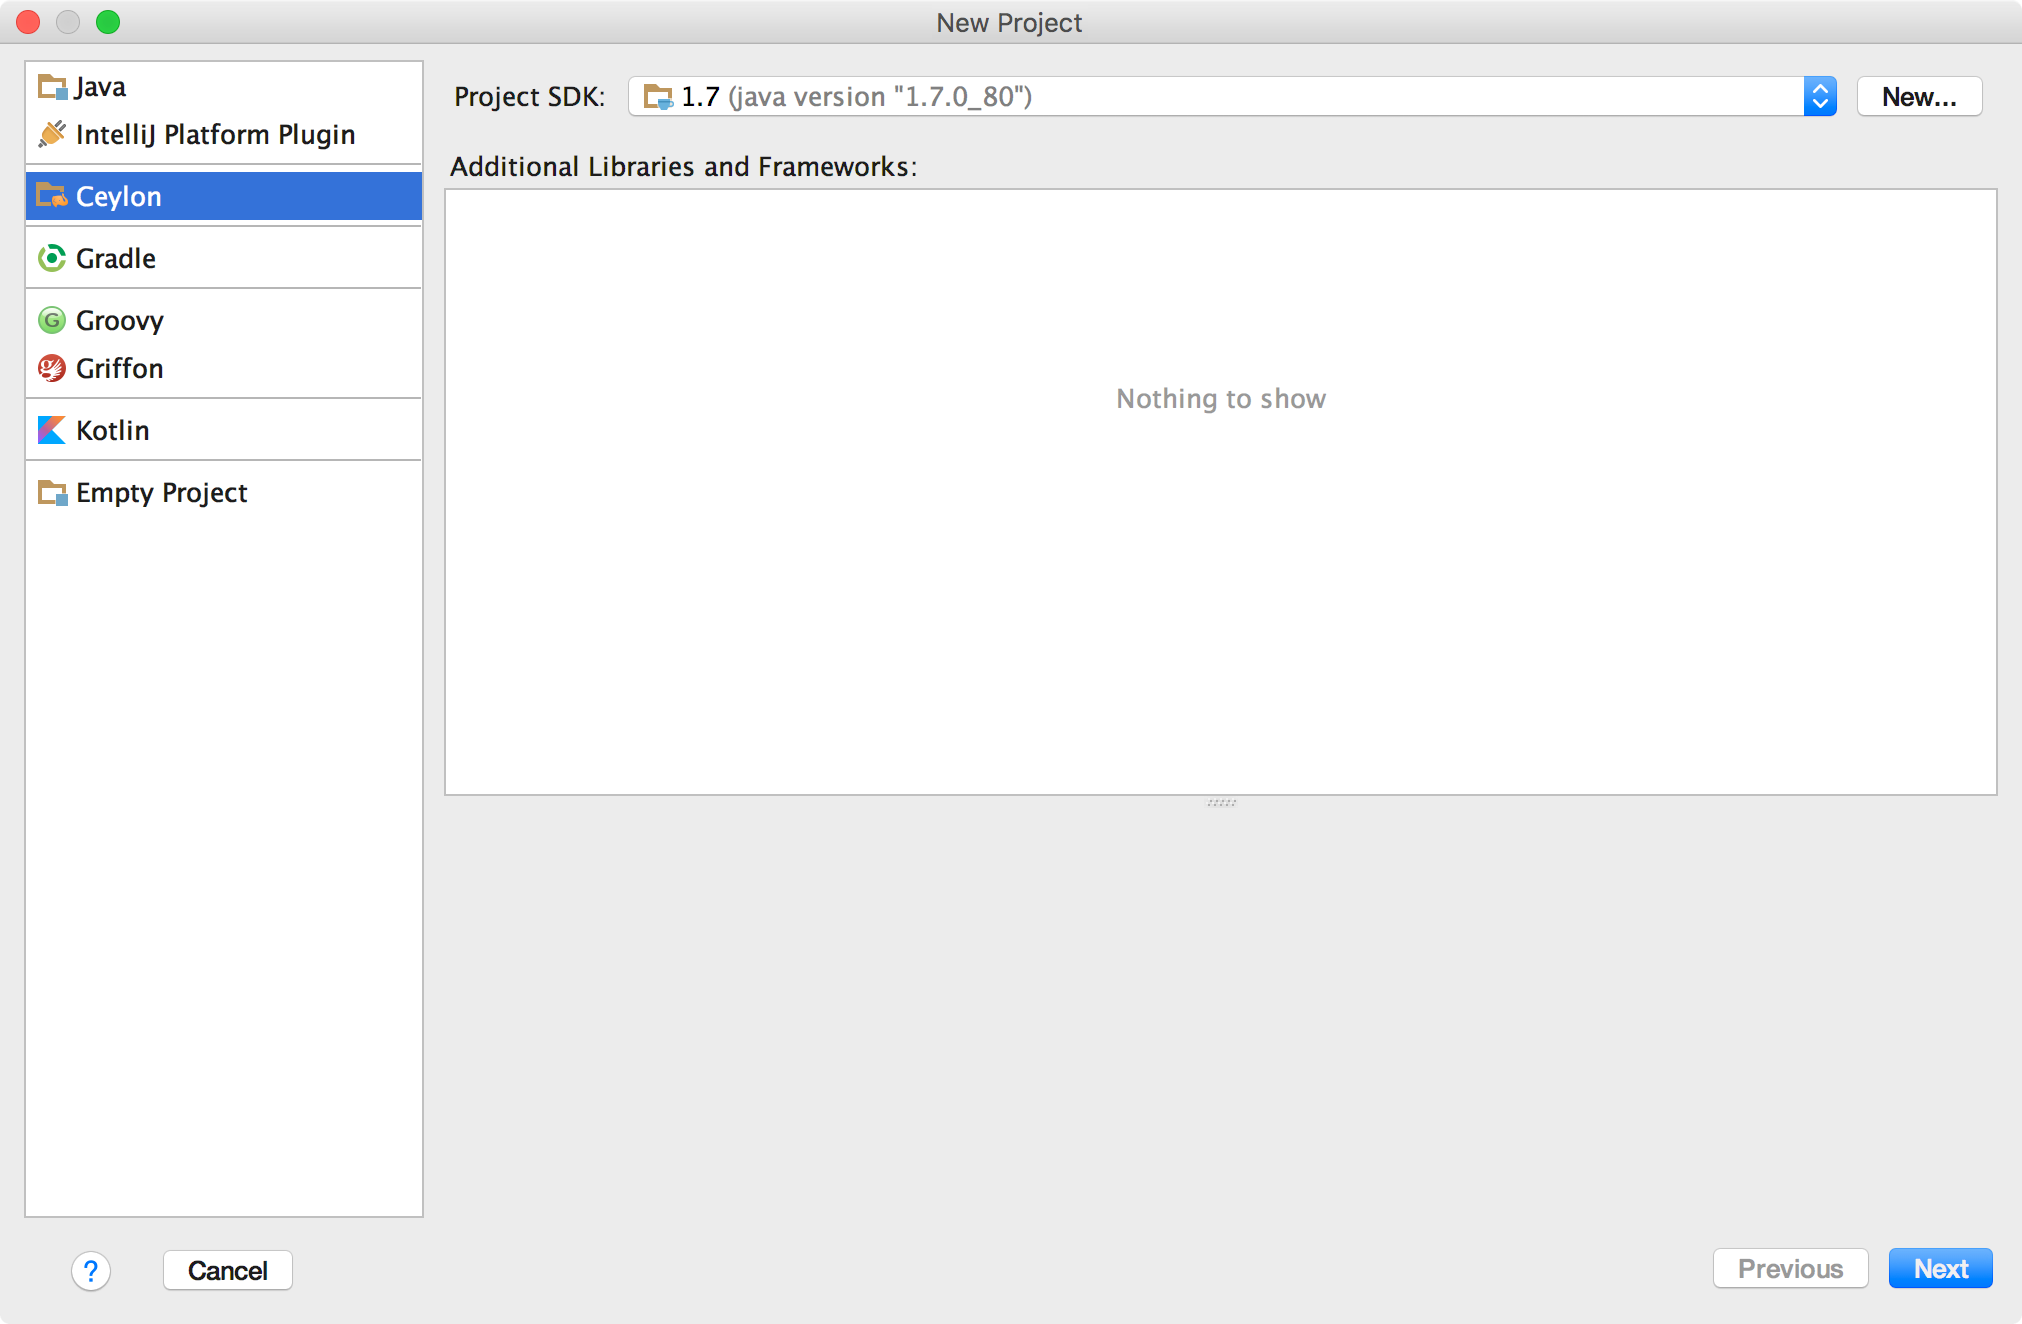 New Project
Java
IntelliJ Platform Plugin
Ceylon
Gradle
G Groovy
g Griffon
Kotlin
Empty Project
Project SDK: 1.7 (java version "1.7.0_80") New...
Additional Libraries and Frameworks:
Nothing to show
? Cancel Previous Next